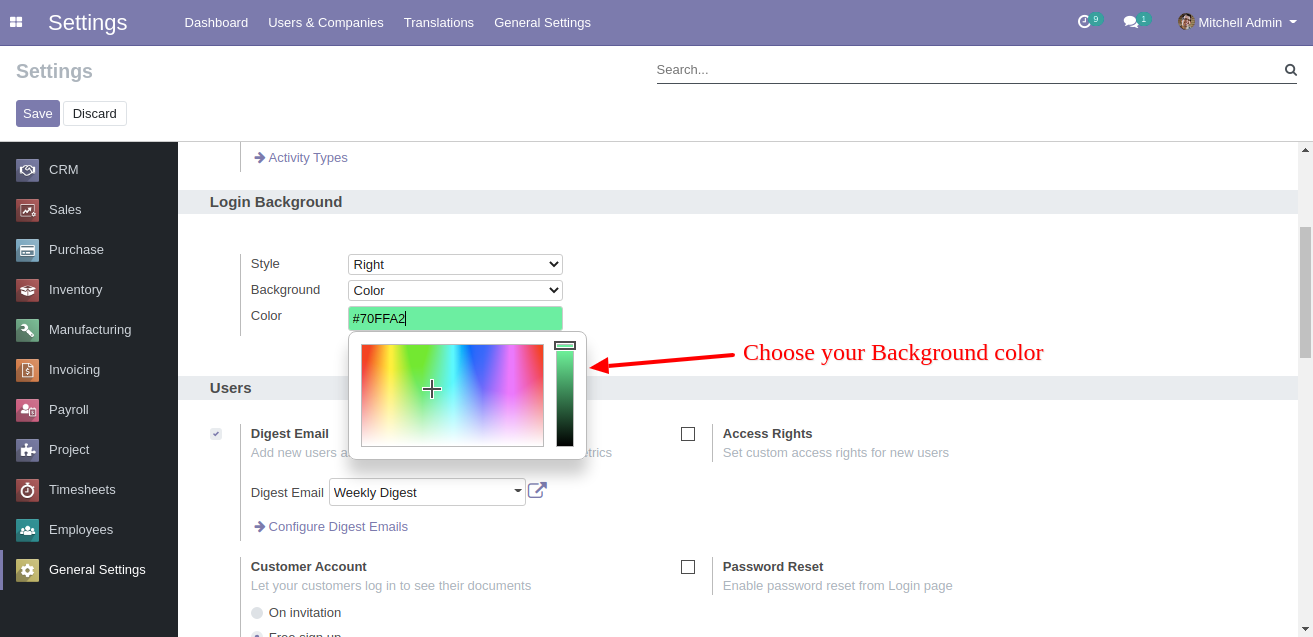 Settings Dashboard Users & Companies Translations General Settings 9 1 Mitchell Admin
Settings Search...
Save Discard
CRM
Sales
Purchase
Inventory
Manufacturing
Invoicing
Payroll
Project
Timesheets
Employees
General Settings
Activity Types
Login Background
Style Right
Background Color
Color #70FFA2
Choose your Background color
Users
Digest Email
Add new users a
trics
Access Rights
Set custom access rights for new users
Digest Email Weekly Digest
Configure Digest Emails
Customer Account
Let your customers log in to see their documents
On invitation
Free sign up
Password Reset
Enable password reset from Login page